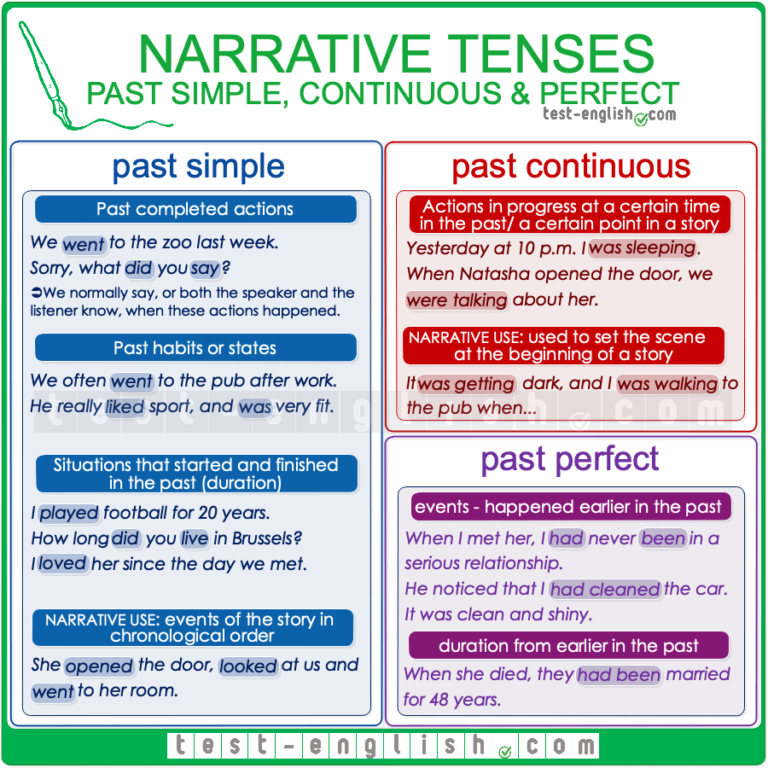 NARRATIVE TENSES
PAST SIMPLE, CONTINUOUS & PERFECT
test-english.com
past simple
Past completed actions
We went to the zoo last week.
Sorry, what did you say?
➲We normally say, or both the speaker and the
listener know, when these actions happened.
Past habits or states
We often went to the pub after work.
He really liked sport, and was very fit.
Situations that started and finished
in the past (duration)
I played football for 20 years.
How long did you live in Brussels?
I loved her since the day we met.
NARRATIVE USE: events of the story in
chronological order
She opened the door, looked at us and
went to her room.
past continuous
Actions in progress at a certain time
in the past/ a certain point in a story
Yesterday at 10 p.m. I was sleeping.
When Natasha opened the door, we
were talking about her.
NARRATIVE USE: used to set the scene
at the beginning of a story
It was getting dark, and I was walking to
the pub when...
past perfect
events - happened earlier in the past
When I met her, I had never been in a
serious relationship.
He noticed that I had cleaned the car.
It was clean and shiny.
duration from earlier in the past
When she died, they had been married
for 48 years.
test-english.com
test-english.com